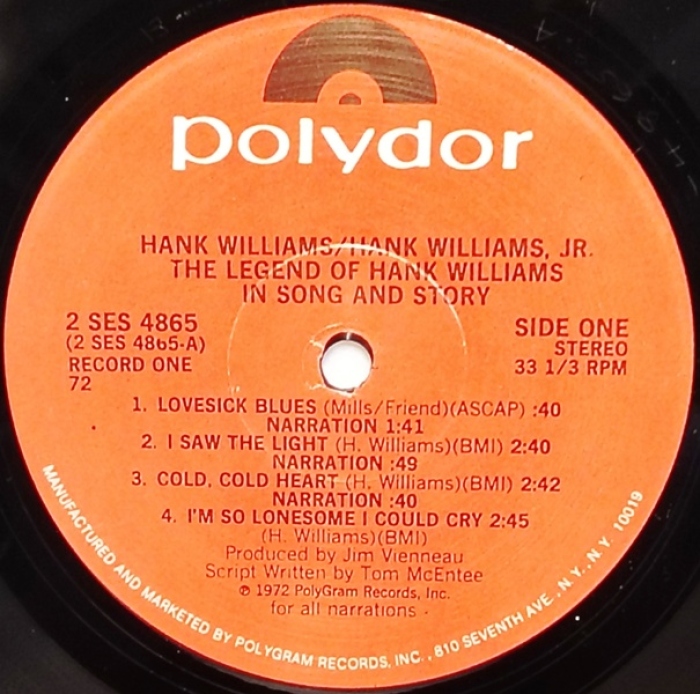 polydor
HANK WILLIAMS/HANK WILLIAMS, JR.
THE LEGEND OF HANK WILLIAMS
IN SONG AND STORY
2 SES 4865
(2 SES 4865-A)
RECORD ONE
72
SIDE ONE
STEREO
33 1/3 RPM
1. LOVESICK BLUES (Mills/Friend)(ASCAP) :40
NARRATION 1:41
2. I SAW THE LIGHT (H. Williams)(BMI) 2:40
NARRATION :49
3. COLD, COLD HEART (H. Williams)(BMI) 2:42
NARRATION :40
4. I'M SO LONESOME I COULD CRY 2:45
(H. Williams)(BMI)
Produced by Jim Vienneau
Script Written by Tom McEntee
℗ 1972 PolyGram Records, Inc.
for all narrations
MANUFACTURED AND MARKETED BY POLYGRAM RECORDS, INC., 810 SEVENTH AVE., N.Y., N.Y. 10019